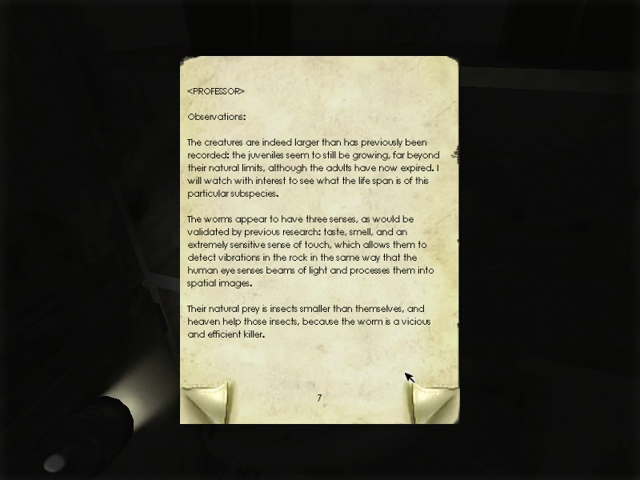 <PROFESSOR>
Observations:
The creatures are indeed larger than has previously been
recorded; the juveniles seem to still be growing, far beyond
their natural limits, although the adults have now expired. I
will watch with interest to see what the life span is of this
particular subspecies.
The worms appear to have three senses, as would be
validated by previous research: taste, smell, and an
extremely sensitive sense of touch, which allows them to
detect vibrations in the rock in the same way that the
human eye senses beams of light and processes them into
spatial images.
Their natural prey is insects smaller than themselves, and
heaven help those insects, because the worm is a vicious
and efficient killer.
7